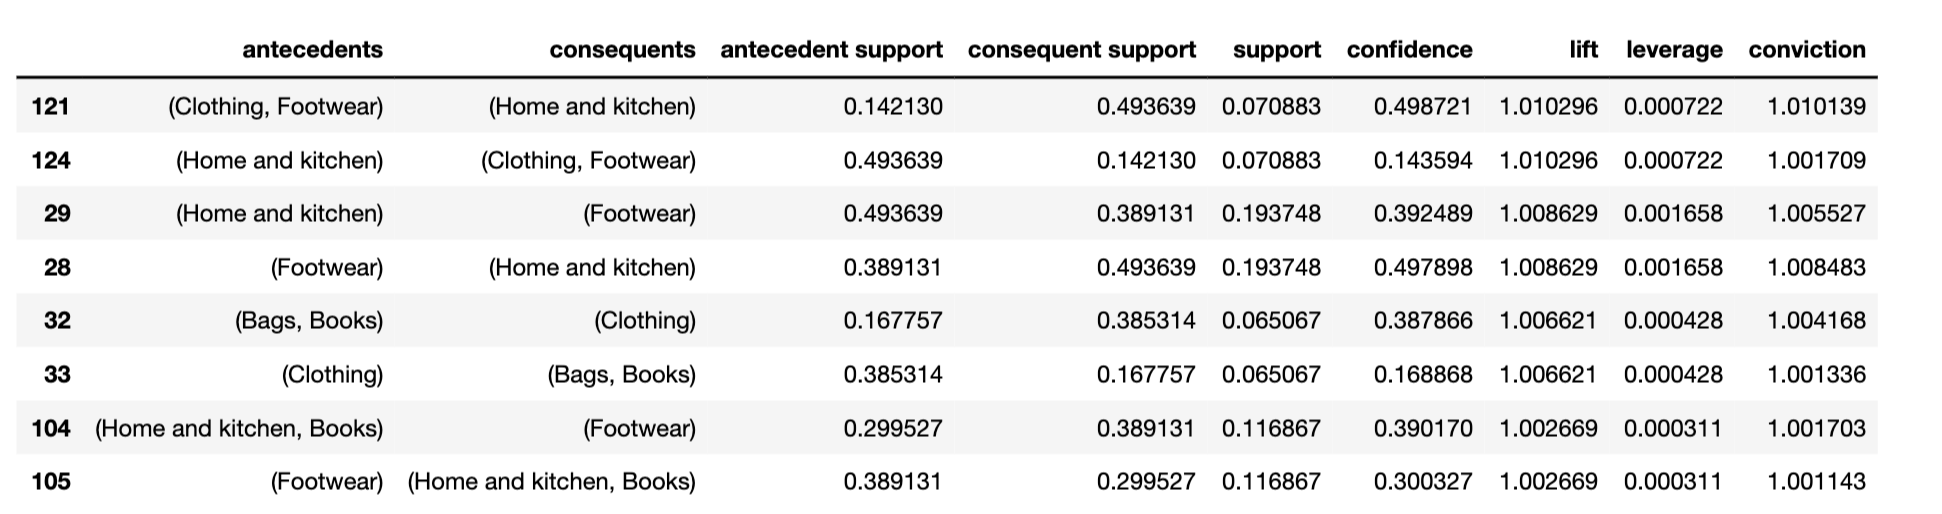 antecedents consequents antecedent support consequent support support confidence lift leverage conviction
121 (Clothing, Footwear) (Home and kitchen) 0.142130 0.493639 0.070883 0.498721 1.010296 0.000722 1.010139
124 (Home and kitchen) (Clothing, Footwear) 0.493639 0.142130 0.070883 0.143594 1.010296 0.000722 1.001709
29 (Home and kitchen) (Footwear) 0.493639 0.389131 0.193748 0.392489 1.008629 0.001658 1.005527
28 (Footwear) (Home and kitchen) 0.389131 0.493639 0.193748 0.497898 1.008629 0.001658 1.008483
32 (Bags, Books) (Clothing) 0.167757 0.385314 0.065067 0.387866 1.006621 0.000428 1.004168
33 (Clothing) (Bags, Books) 0.385314 0.167757 0.065067 0.168868 1.006621 0.000428 1.001336
104 (Home and kitchen, Books) (Footwear) 0.299527 0.389131 0.116867 0.390170 1.002669 0.000311 1.001703
105 (Footwear) (Home and kitchen, Books) 0.389131 0.299527 0.116867 0.300327 1.002669 0.000311 1.001143